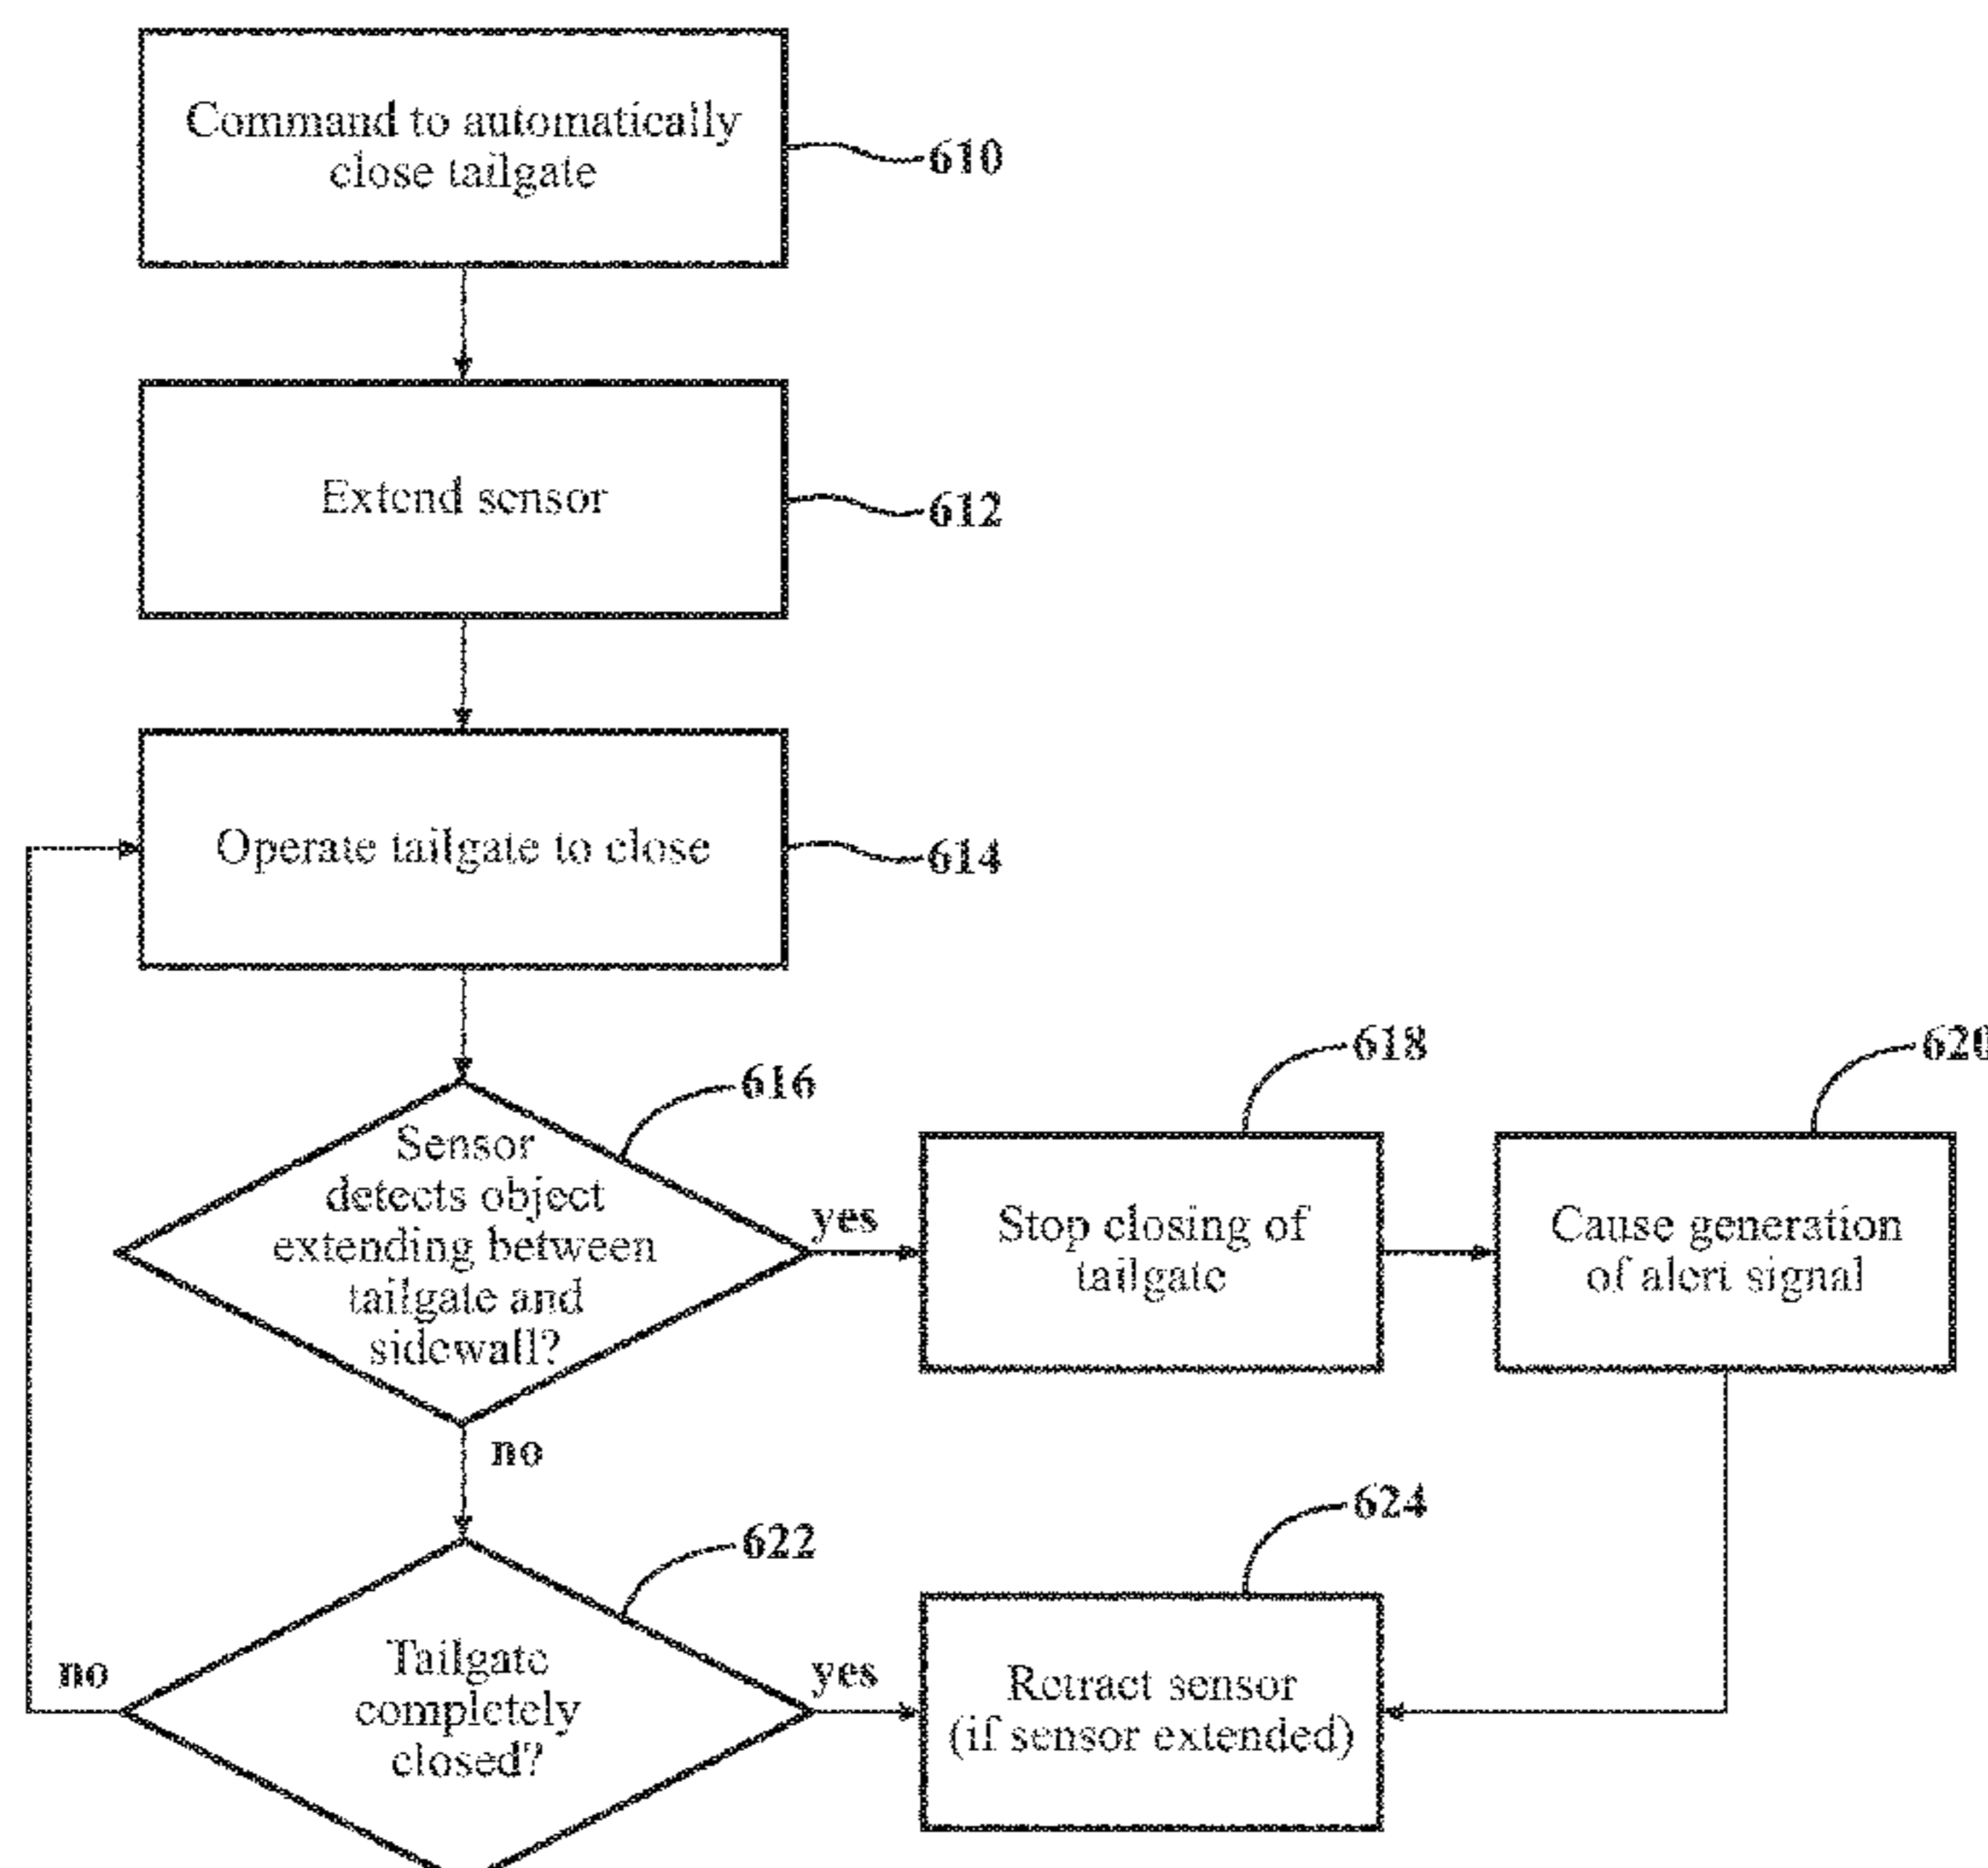 Command to automatically
close tailgate
610
Extend sensor
612
Operate tailgate to close
614
616
Sensor
detects object
extending between
tailgate and
sidewall?
yes
618
Stop closing of
tailgate
620
Cause generation
of alert signal
no
622
Tailgate
completely
closed?
no
yes
624
Retract sensor
(if sensor extended)